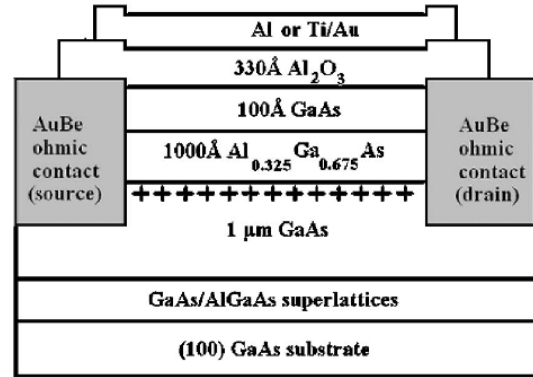 Al or Ti/Au
330Å Al₂O₃
100Å GaAs
1000Å Al₀.₃₂₅Ga₀.₆₇₅As
AuBe
ohmic
contact
(source)
AuBe
ohmic
contact
(drain)
+++++++++++++
1 µm GaAs
GaAs/AlGaAs superlattices
(100) GaAs substrate